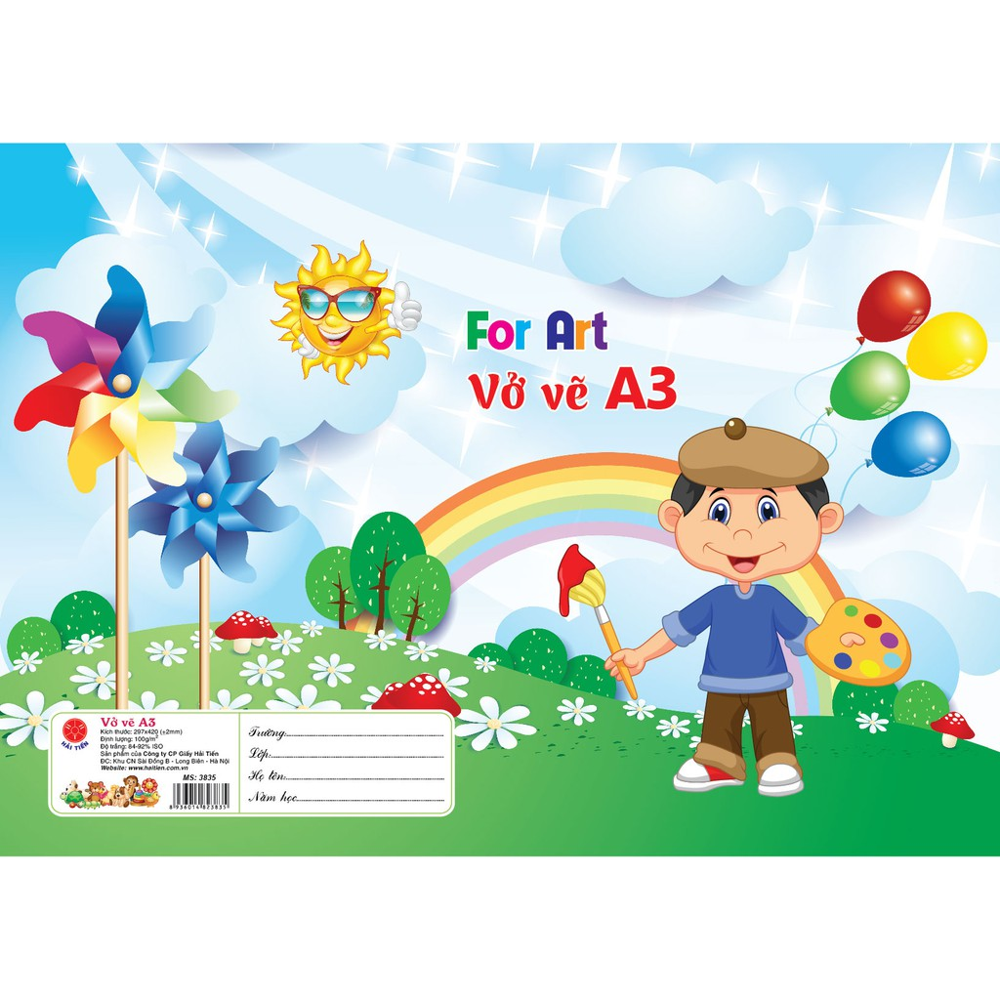 For Art
Vở vẽ A3
HẢI TIẾN
Vở vẽ A3
Kích thước: 297x420 (±2mm)
Định lượng: 100g/m²
Độ trắng: 84-92% ISO
Sản phẩm của Công ty CP Giấy Hải Tiến
ĐC: Khu CN Sài Đồng B - Long Biên - Hà Nội
Website: www.haitien.com.vn
MS: 3835
8936014823835
Trường:
Lớp:
Họ tên:
Năm học